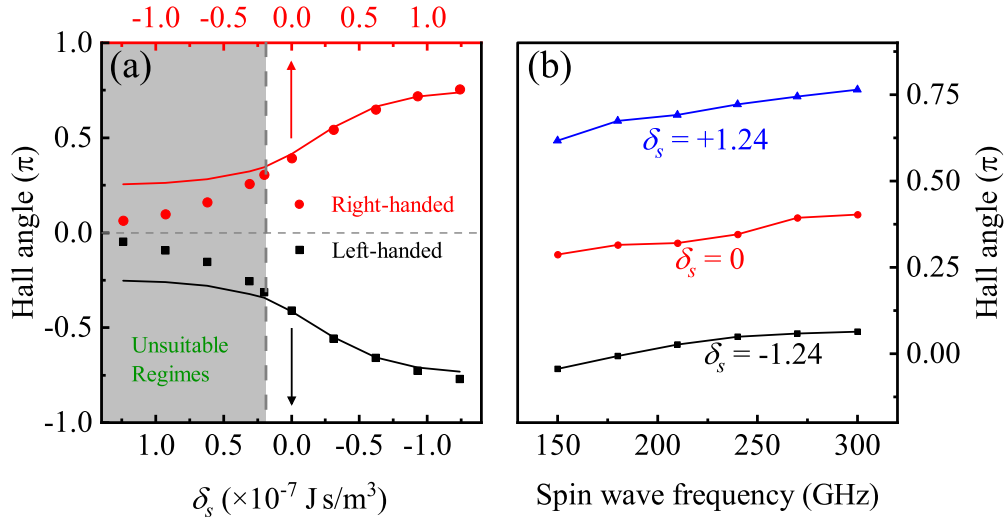 -1.0 -0.5 0.0 0.5 1.0
(a)
1.0
0.5
0.0
-0.5
-1.0
Hall angle (π)
Right-handed
Left-handed
Unsuitable
Regimes
1.0 0.5 0.0 -0.5 -1.0
δs (×10-7 J s/m3)
(b)
0.75
0.50
0.25
0.00
Hall angle (π)
δs = +1.24
δs = 0
δs = -1.24
150 200 250 300
Spin wave frequency (GHz)